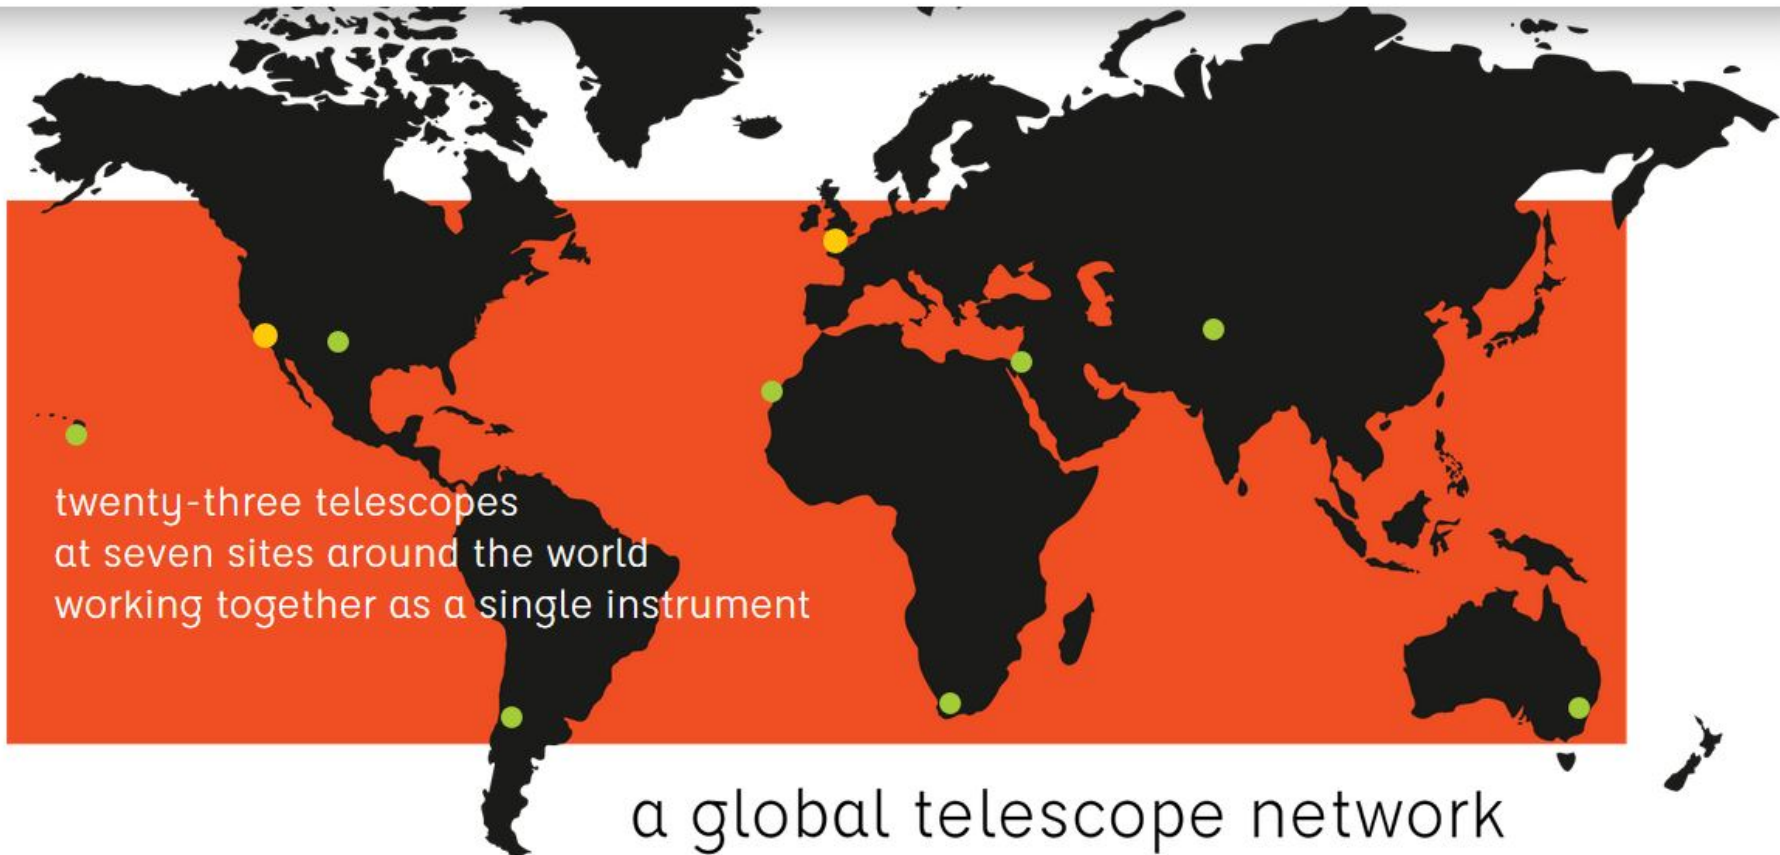 twenty-three telescopes
at seven sites around the world
working together as a single instrument
a global telescope network